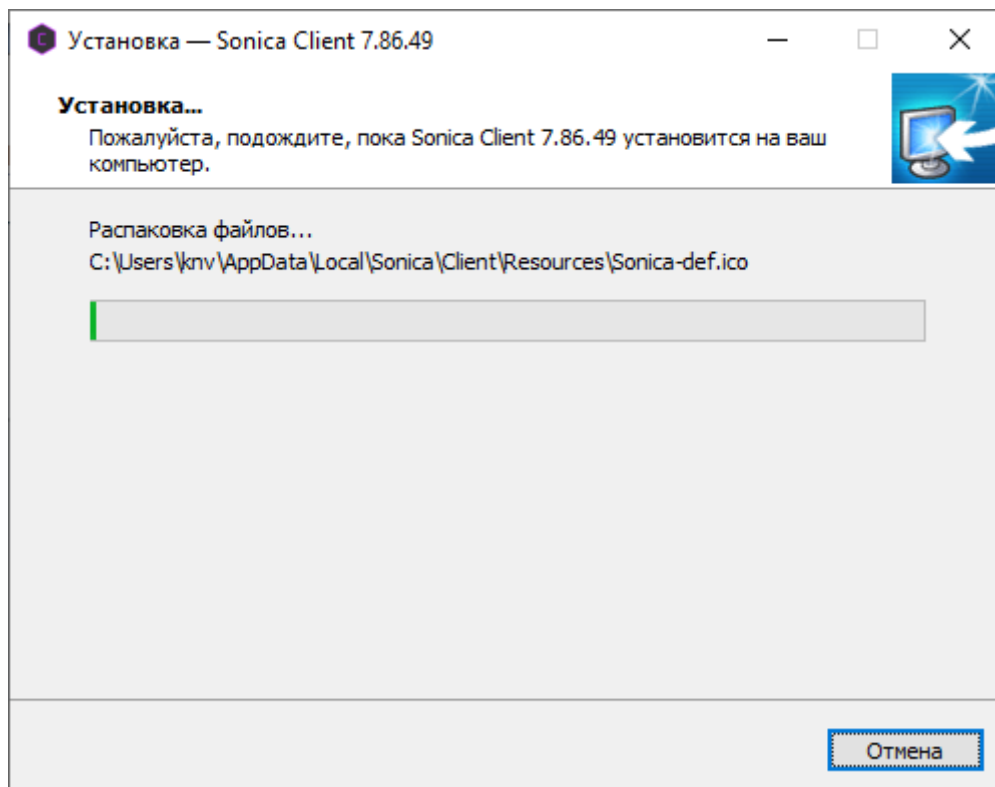 Установка — Sonica Client 7.86.49
Установка...
Пожалуйста, подождите, пока Sonica Client 7.86.49 установится на ваш
компьютер.
Распаковка файлов...
C:\Users\knv\AppData\Local\Sonica\Client\Resources\Sonica-def.ico
Отмена